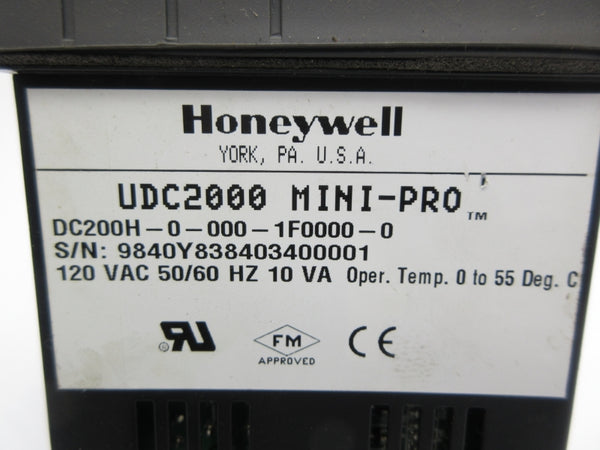 Honeywell
YORK, PA. U.S.A.
UDC2000 MINI-PRO™
DC200H-0-000-1F0000-0
S/N: 9840Y838403400001
120 VAC 50/60 HZ 10 VA Oper. Temp. 0 to 55 Deg. C
RU ® FM CE
APPROVED